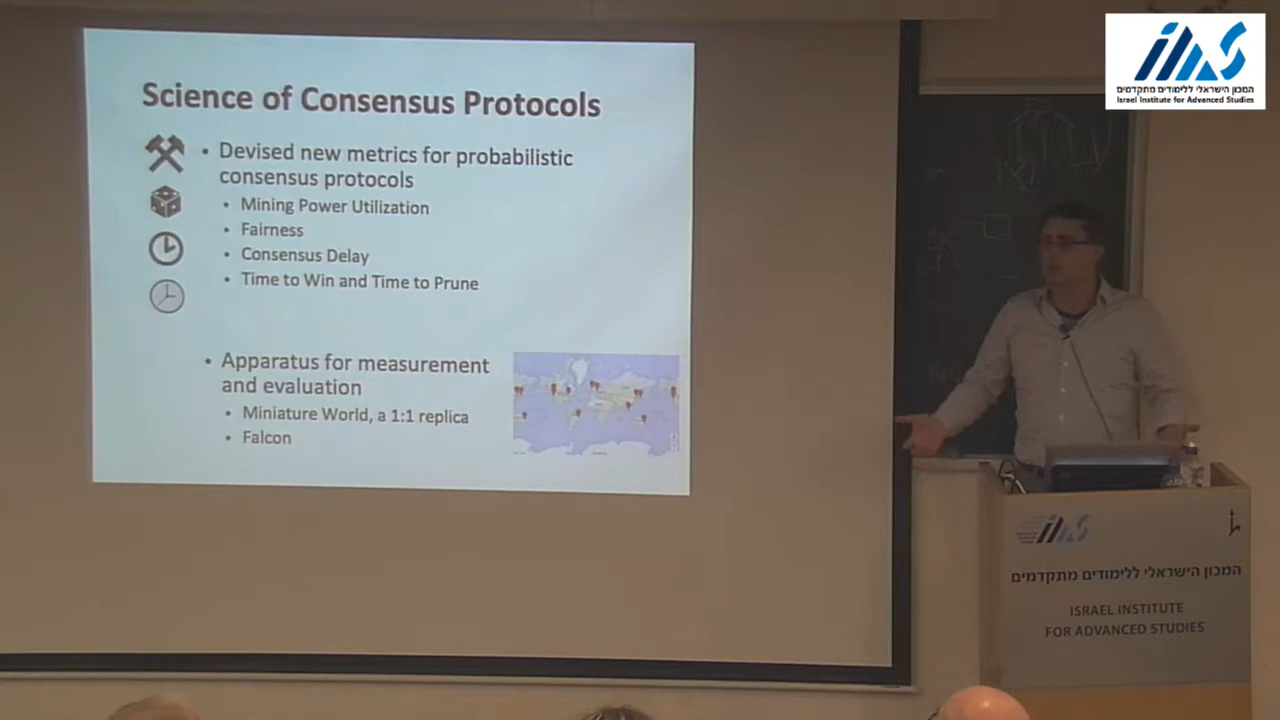 Science of Consensus Protocols
• Devised new metrics for probabilistic
consensus protocols
• Mining Power Utilization
• Fairness
• Consensus Delay
• Time to Win and Time to Prune
• Apparatus for measurement
and evaluation
• Miniature World, a 1:1 replica
• Falcon
ias
המכון הישראלי ללימודים מתקדמים
Israel Institute for Advanced Studies
ias
המכון הישראלי ללימודים מתקדמים
ISRAEL INSTITUTE
FOR ADVANCED STUDIES